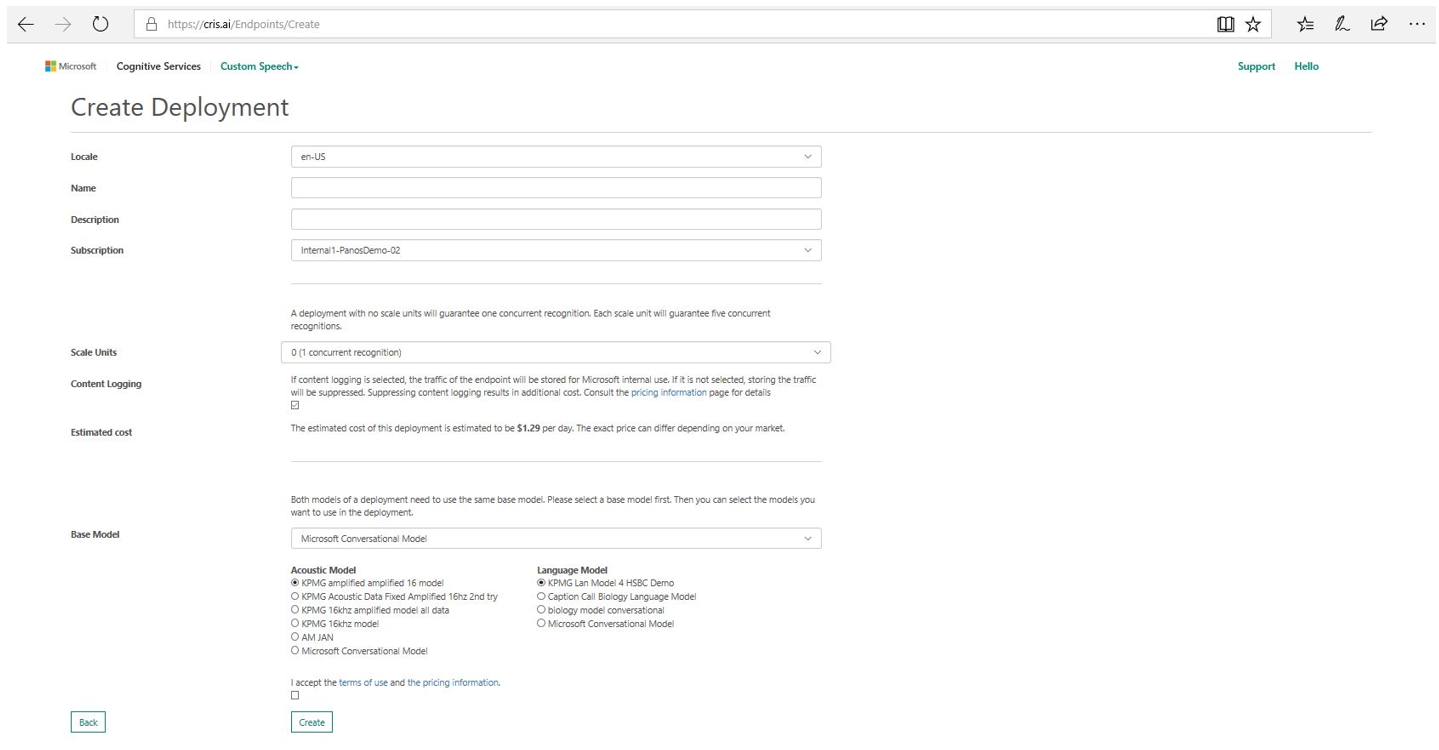 https://cris.ai/Endpoints/Create
Microsoft Cognitive Services Custom Speech Support Hello
Create Deployment
Locale en-US
Name
Description
Subscription Internal1-PanosDemo-02
A deployment with no scale units will guarantee one concurrent recognition. Each scale unit will guarantee five concurrent
recognitions.
Scale Units 0 (1 concurrent recognition)
Content Logging If content logging is selected, the traffic of the endpoint will be stored for Microsoft internal use. If it is not selected, storing the traffic
will be suppressed. Suppressing content logging results in additional cost. Consult the pricing information page for details
Estimated cost The estimated cost of this deployment is estimated to be $1.29 per day. The exact price can differ depending on your market.
Both models of a deployment need to use the same base model. Please select a base model first. Then you can select the models you
want to use in the deployment.
Base Model Microsoft Conversational Model
Acoustic Model Language Model
KPMG amplified amplified 16 model KPMG Lan Model 4 HSBC Demo
KPMG Acoustic Data Fixed Amplified 16hz 2nd try Caption Call Biology Language Model
KPMG 16khz amplified model all data biology model conversational
KPMG 16khz model Microsoft Conversational Model
AM JAN
Microsoft Conversational Model
I accept the terms of use and the pricing information.
Back Create